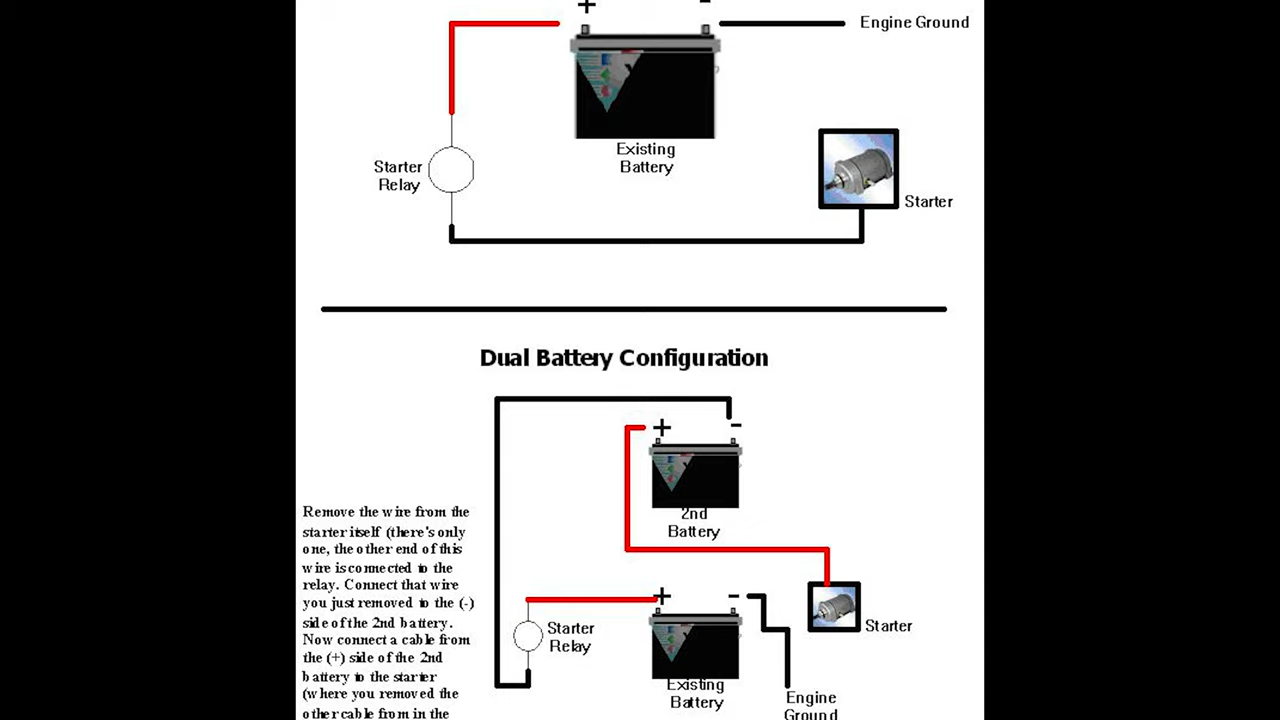 + -
Engine Ground
Existing
Battery
Starter
Relay
Starter
Dual Battery Configuration
+ -
2nd
Battery
Remove the wire from the
starter itself (there's only
one, the other end of this
wire is connected to the
relay. Connect that wire
you just removed to the (-)
side of the 2nd battery.
Now connect a cable from
the (+) side of the 2nd
battery to the starter
(where you removed the
other cable from in the
+ -
Starter
Relay
Starter
Existing
Battery
Engine
Ground